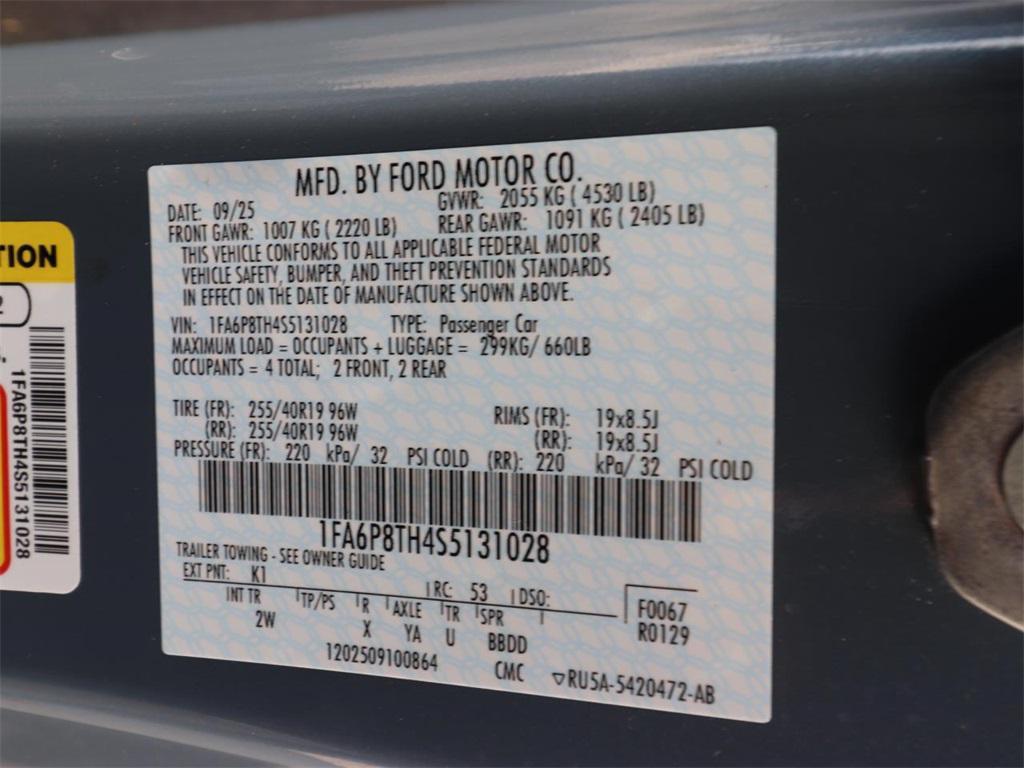 MFD. BY FORD MOTOR CO.
DATE: 09/25 GVWR: 2055 KG ( 4530 LB)
FRONT GAWR: 1007 KG ( 2220 LB) REAR GAWR: 1091 KG ( 2405 LB)
THIS VEHICLE CONFORMS TO ALL APPLICABLE FEDERAL MOTOR
VEHICLE SAFETY, BUMPER, AND THEFT PREVENTION STANDARDS
IN EFFECT ON THE DATE OF MANUFACTURE SHOWN ABOVE.
VIN: 1FA6P8TH4S5131028 TYPE: Passenger Car
MAXIMUM LOAD = OCCUPANTS + LUGGAGE = 299KG/ 660LB
OCCUPANTS = 4 TOTAL; 2 FRONT, 2 REAR
TIRE (FR): 255/40R19 96W RIMS (FR): 19x8.5J
(RR): 255/40R19 96W (RR): 19x8.5J
PRESSURE (FR): 220 kPa/ 32 PSI COLD (RR): 220 kPa/ 32 PSI COLD
1FA6P8TH4S5131028
TRAILER TOWING - SEE OWNER GUIDE
EXT PNT: K1 RC: 53 DSO:
INT TR TP/PS R AXLE TR SPR F0067
2W X YA U BBDD R0129
1202509100864 CMC ▽RU5A-5420472-AB
TION
2
1FA6P8TH4S5131028